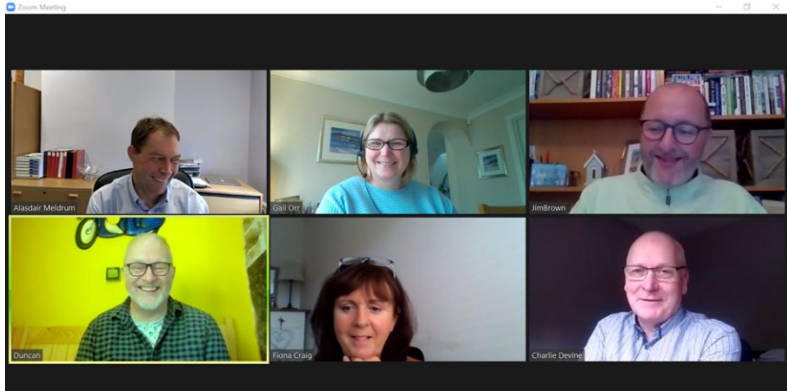 Zoom Meeting
Alasdair Meldrum
Gail Orr
JimBrown
Duncan
Fiona Craig
Charlie Devine